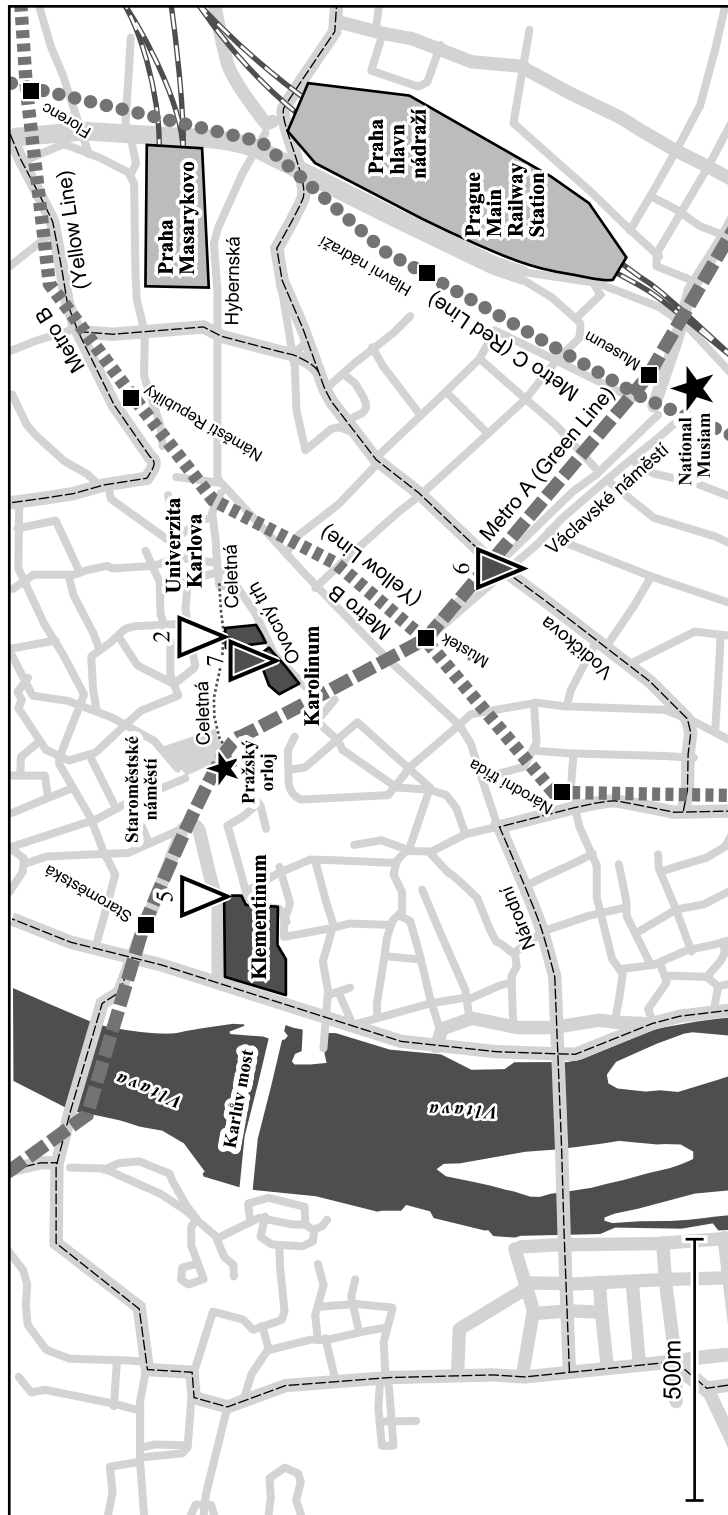 Florenc
Praha
Masarykovo
Hybernská
Praha
hlavn
nádraží
Prague
Main
Railway
Station
Hlavní nádraží
Metro C (Red Line)
Museum
National
Musiam
(Yellow Line)
Metro B
Náměstí Republiky
Metro A (Green Line)
Václavské náměstí
6
Vodičkova
(Yellow Line)
Metro B
Můstek
Univerzita
Karlova
Celetná
Ovocný trh
2
7
Karolinum
Celetná
Staroměstské
náměstí
Pražský
orloj
Národní třída
Národní
Staroměstská
5
Klementinum
Vltava
Karlův most
Vltava
500m